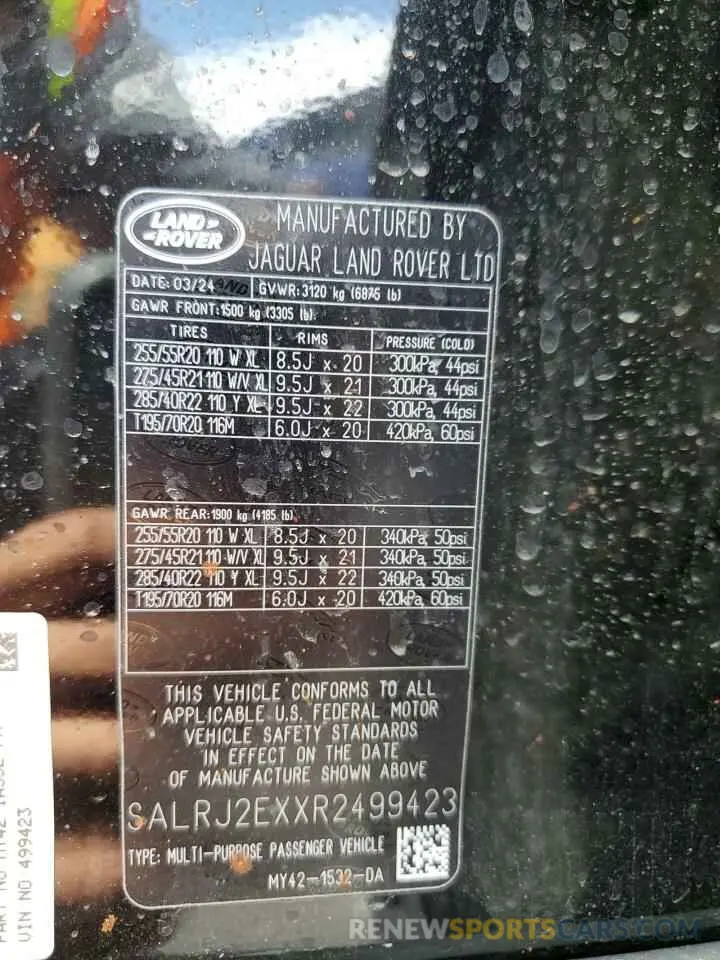 LAND ROVER
MANUFACTURED BY
JAGUAR LAND ROVER LTD
DATE: 03/24 GVWR: 3120 kg (6875 lb)
GAWR FRONT: 1500 kg (3305 lb)
TIRES RIMS PRESSURE (COLD)
255/55R20 110 W XL 8.5J x 20 300kPa, 44psi
275/45R21 110 W/V XL 9.5J x 21 300kPa, 44psi
285/40R22 110 Y XL 9.5J x 22 300kPa, 44psi
T195/70R20 116M 6.0J x 20 420kPa, 60psi
GAWR REAR: 1900 kg (4185 lb)
255/55R20 110 W XL 8.5J x 20 340kPa, 50psi
275/45R21 110 W/V XL 9.5J x 21 340kPa, 50psi
285/40R22 110 Y XL 9.5J x 22 340kPa, 50psi
T195/70R20 116M 6.0J x 20 420kPa, 60psi
THIS VEHICLE CONFORMS TO ALL
APPLICABLE U.S. FEDERAL MOTOR
VEHICLE SAFETY STANDARDS
IN EFFECT ON THE DATE
OF MANUFACTURE SHOWN ABOVE
SALRJ2EXXR2499423
TYPE: MULTI-PURPOSE PASSENGER VEHICLE
MY42-1532-DA
VIN NO 499423
RENEWSPORTSCARS.COM